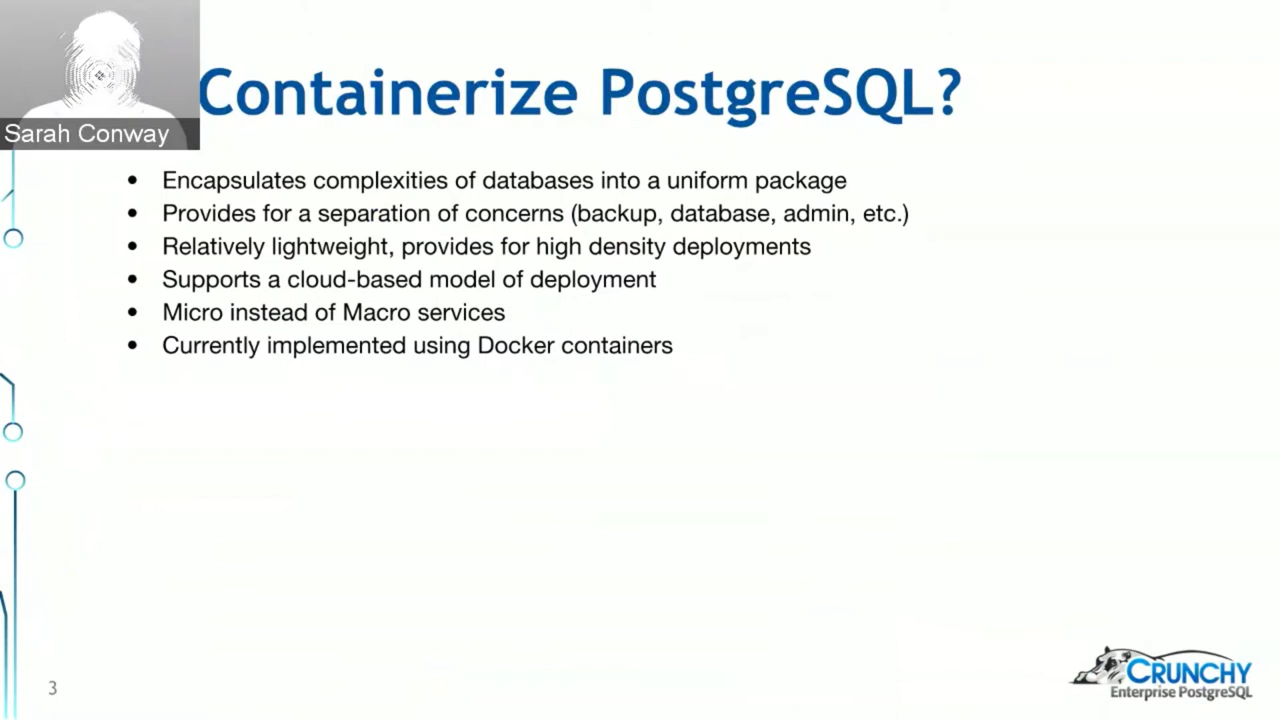 Sarah Conway
Containerize PostgreSQL?
• Encapsulates complexities of databases into a uniform package
• Provides for a separation of concerns (backup, database, admin, etc.)
• Relatively lightweight, provides for high density deployments
• Supports a cloud-based model of deployment
• Micro instead of Macro services
• Currently implemented using Docker containers
3
CRUNCHY
Enterprise PostgreSQL